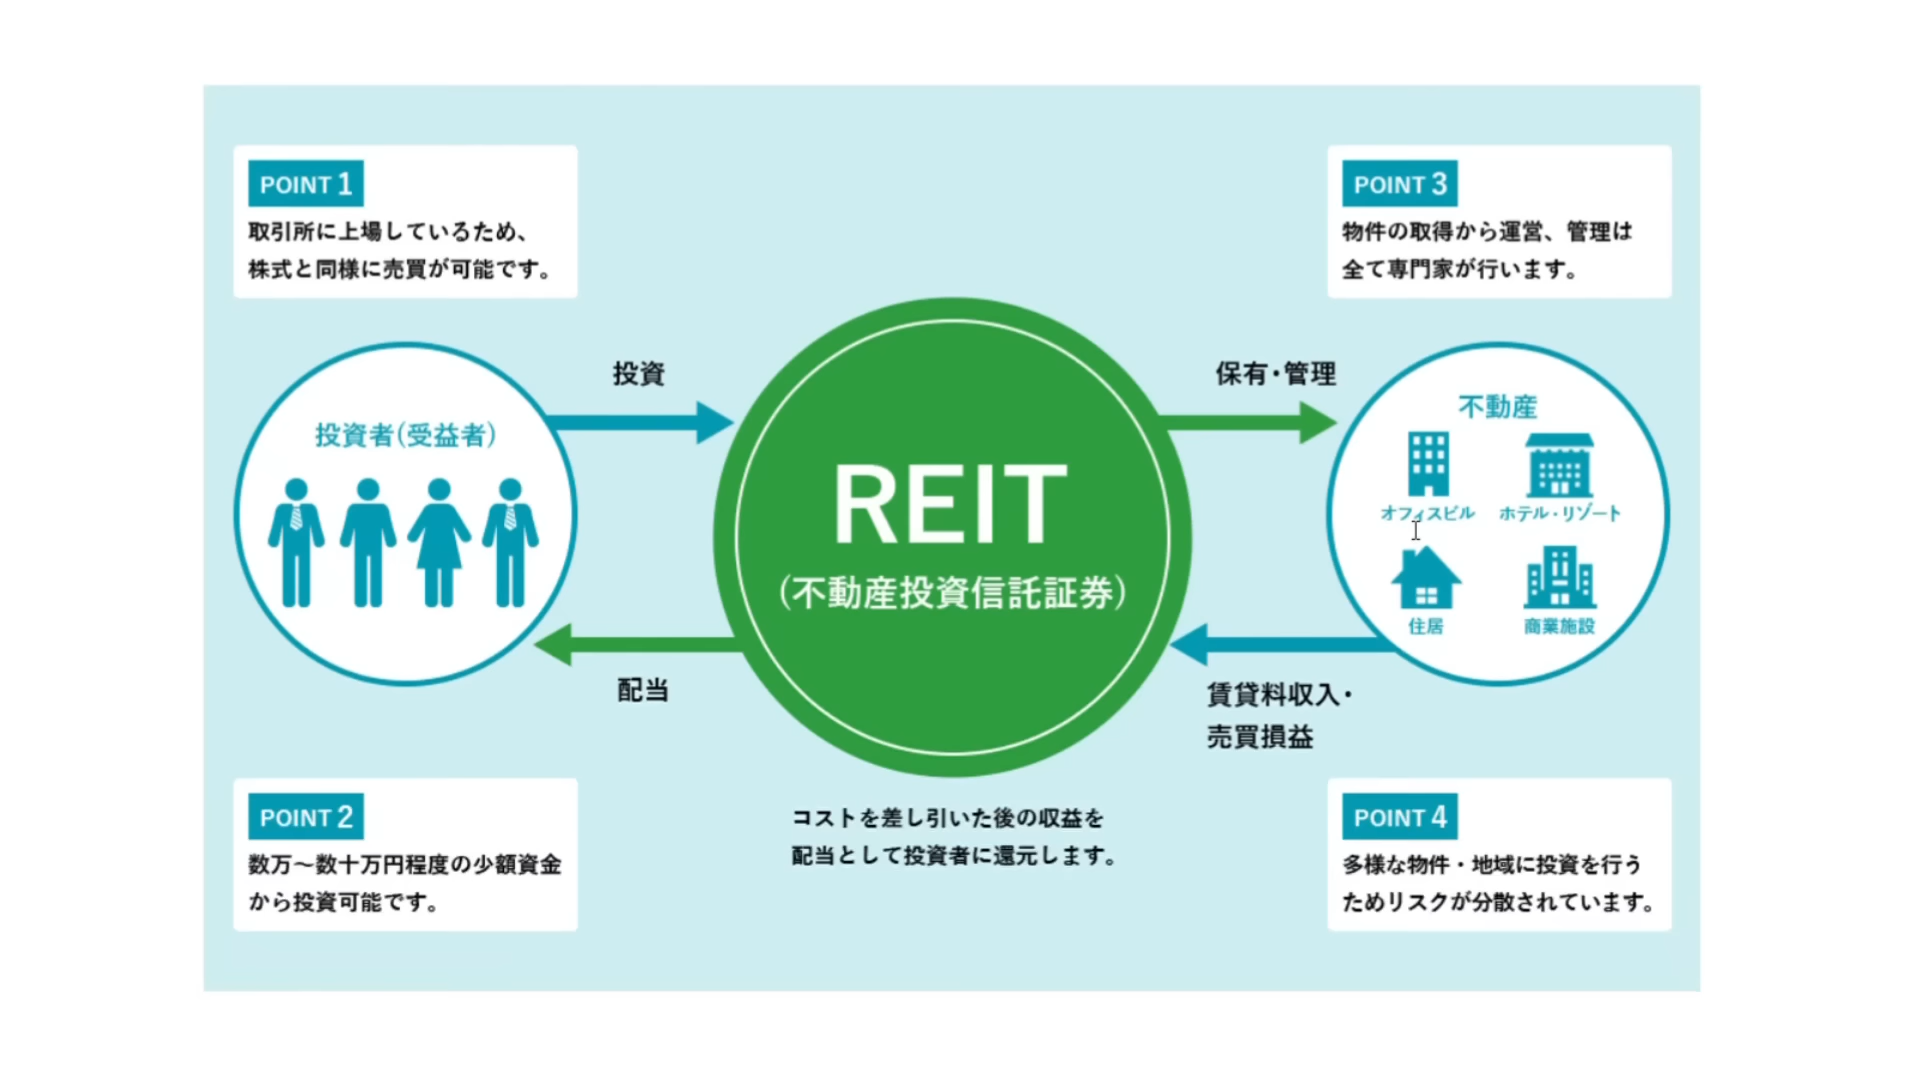 POINT 1
取引所に上場しているため、
株式と同様に売買が可能です。
POINT 3
物件の取得から運営、管理は
全て専門家が行います。
投資
保有・管理
投資者(受益者)
不動産
オフィスビル
ホテル・リゾート
住居
商業施設
REIT
(不動産投資信託証券)
配当
賃貸料収入・
売買損益
コストを差し引いた後の収益を
配当として投資者に還元します。
POINT 2
数万～数十万円程度の少額資金
から投資可能です。
POINT 4
多様な物件・地域に投資を行う
ためリスクが分散されています。